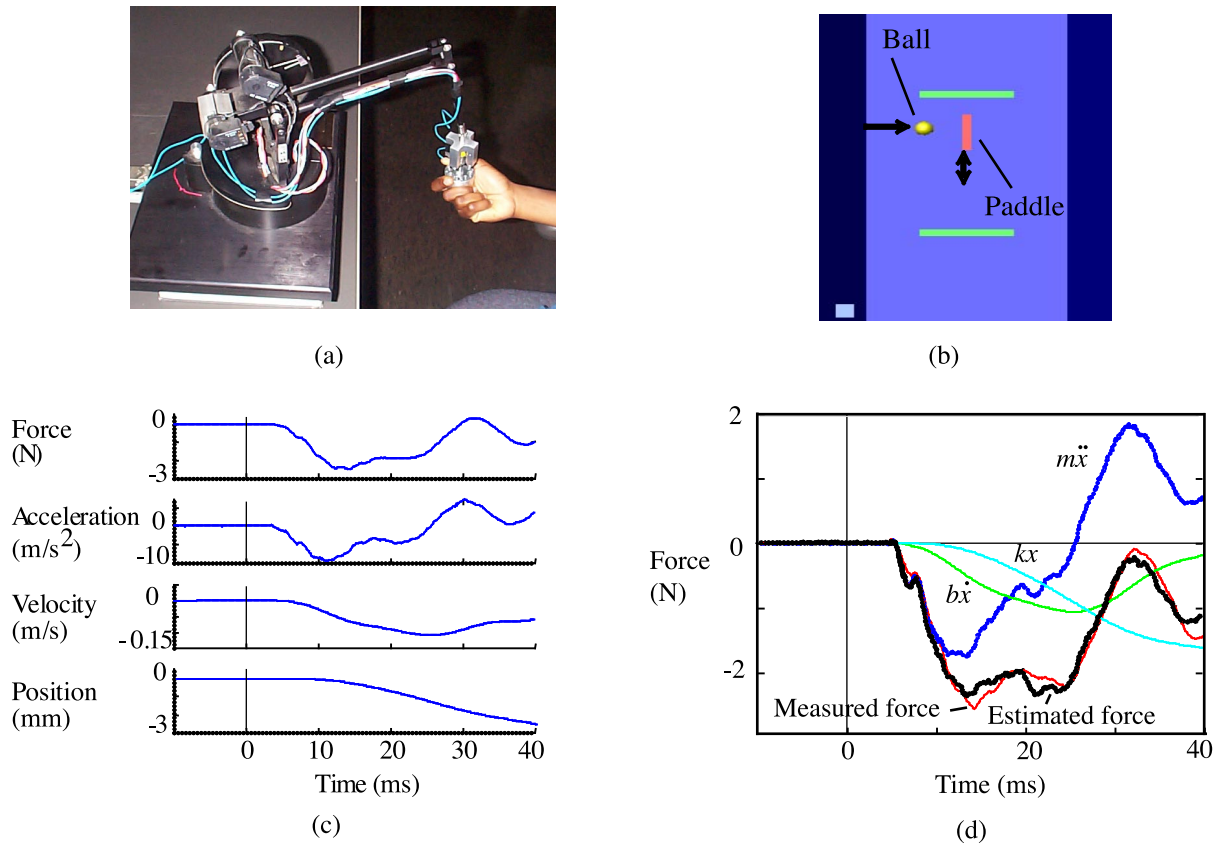 Ball
Paddle
(a)
(b)
Force
(N)
0
-3
Acceleration
(m/s²)
0
-10
Velocity
(m/s)
0
-0.15
Position
(mm)
0
-3
0 10 20 30 40
Time (ms)
(c)
2
mẍ
Force
(N)
0
kx
bẋ
-2
Measured force
Estimated force
0 20 40
Time (ms)
(d)